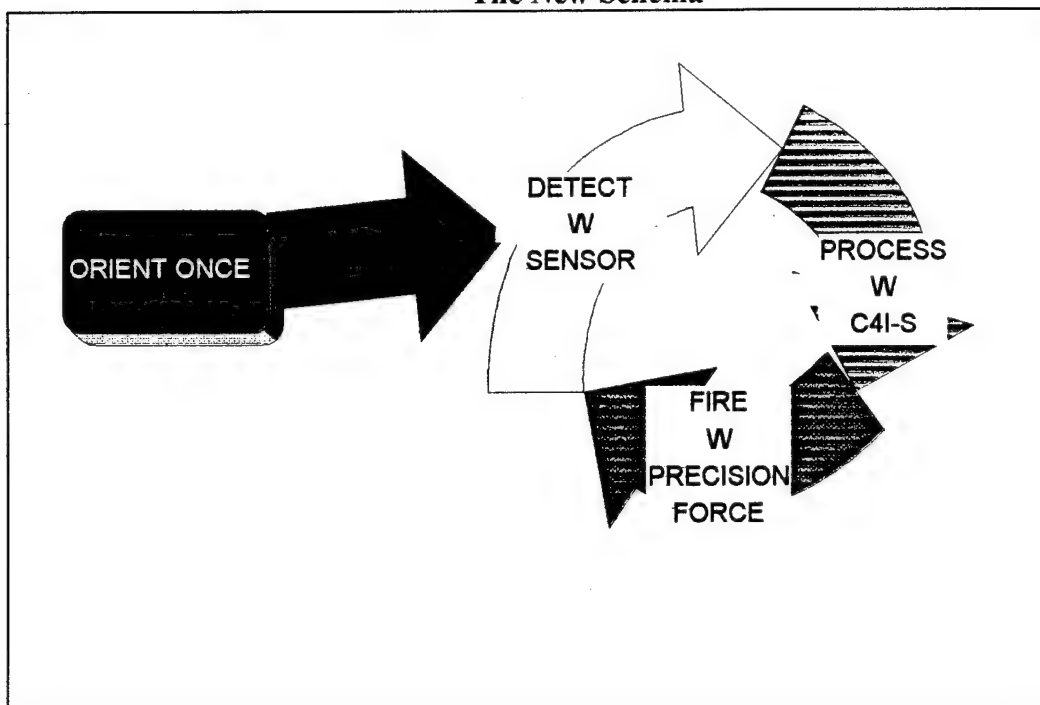 The New Schema
ORIENT ONCE
DETECT
W
SENSOR
PROCESS
W
C4I-S
FIRE
W
PRECISION
FORCE